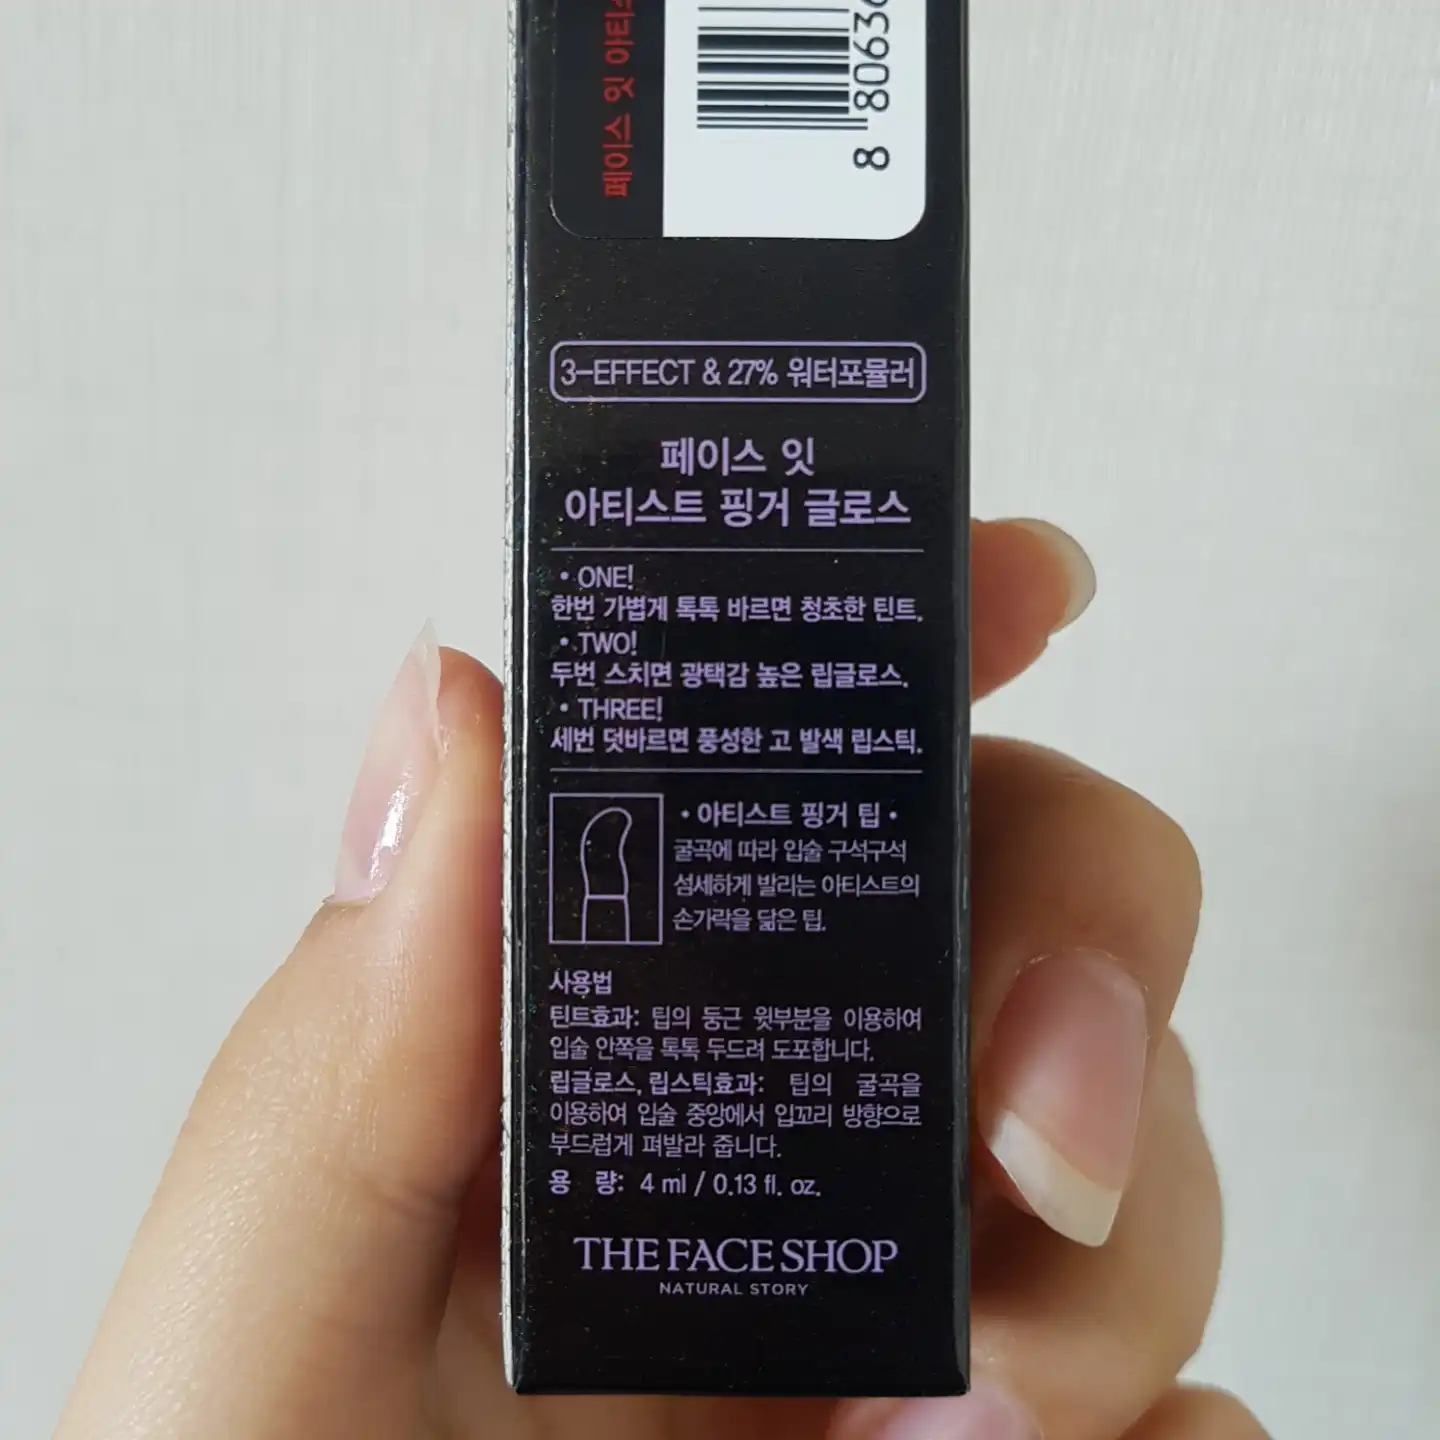 페이스 잇
8 80636
3-EFFECT & 27% 워터포뮬러
페이스 잇
아티스트 핑거 글로스
• ONE!
한번 가볍게 톡톡 바르면 청초한 틴트.
• TWO!
두번 스치면 광택감 높은 립글로스.
• THREE!
세번 덧바르면 풍성한 고 발색 립스틱.
• 아티스트 핑거 팁 •
굴곡에 따라 입술 구석구석
섬세하게 발리는 아티스트의
손가락을 닮은 팁.
사용법
틴트효과: 팁의 둥근 윗부분을 이용하여
입술 안쪽을 톡톡 두드려 도포합니다.
립글로스, 립스틱효과: 팁의 굴곡을
이용하여 입술 중앙에서 입꼬리 방향으로
부드럽게 펴발라 줍니다.
용 량: 4 ml / 0.13 fl. oz.
THE FACE SHOP
NATURAL STORY